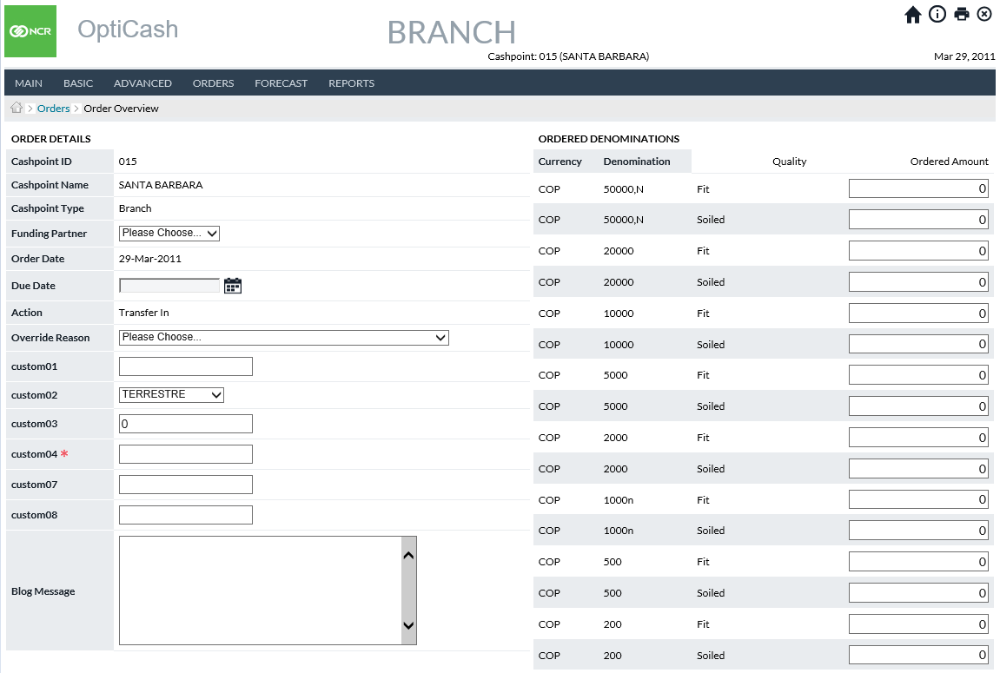 NCR
OptiCash
BRANCH
Cashpoint: 015 (SANTA BARBARA)
Mar 29, 2011
MAIN BASIC ADVANCED ORDERS FORECAST REPORTS
Orders Order Overview
ORDER DETAILS
Cashpoint ID 015
Cashpoint Name SANTA BARBARA
Cashpoint Type Branch
Funding Partner Please Choose...
Order Date 29-Mar-2011
Due Date
Action Transfer In
Override Reason Please Choose...
custom01
custom02 TERRESTRE
custom03 0
custom04 *
custom07
custom08
Blog Message
ORDERED DENOMINATIONS
Currency Denomination Quality Ordered Amount
COP 50000,N Fit 0
COP 50000,N Soiled 0
COP 20000 Fit 0
COP 20000 Soiled 0
COP 10000 Fit 0
COP 10000 Soiled 0
COP 5000 Fit 0
COP 5000 Soiled 0
COP 2000 Fit 0
COP 2000 Soiled 0
COP 1000n Fit 0
COP 1000n Soiled 0
COP 500 Fit 0
COP 500 Soiled 0
COP 200 Fit 0
COP 200 Soiled 0